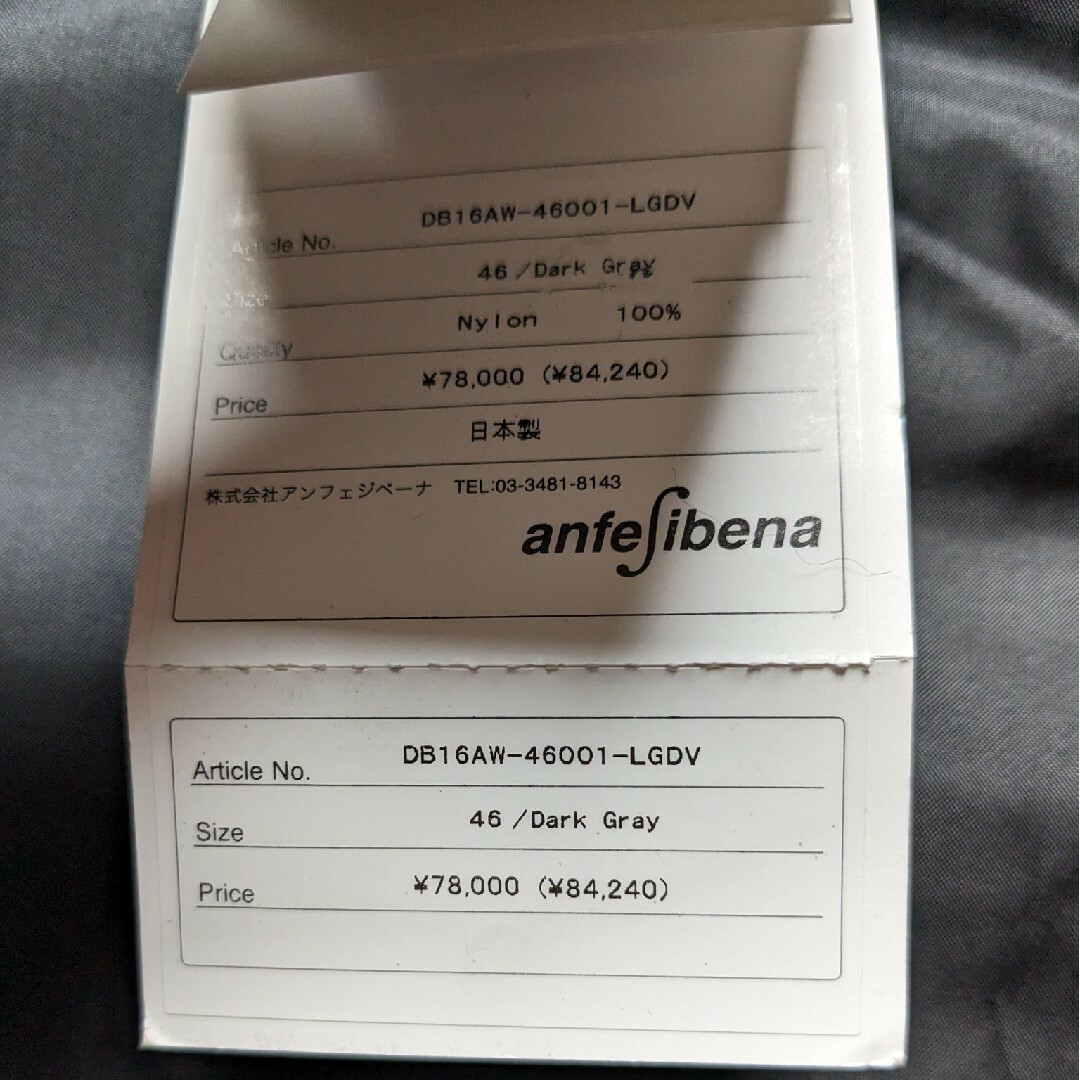 Article No. DB16AW-46001-LGDV
Size 46 /Dark Gray
Quality Nylon 100%
Price ¥78,000 (¥84,240)
日本製
株式会社アンフェジベーナ TEL:03-3481-8143
anfe∫ibena
Article No. DB16AW-46001-LGDV
Size 46 /Dark Gray
Price ¥78,000 (¥84,240)